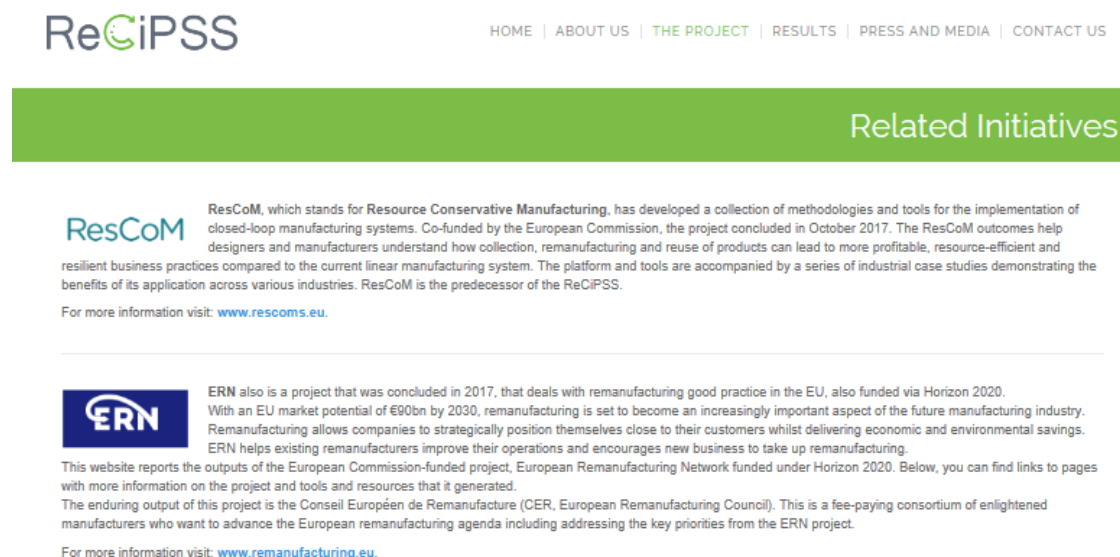 ReCiPSS
HOME | ABOUT US | THE PROJECT | RESULTS | PRESS AND MEDIA | CONTACT US
Related Initiatives
ResCoM
ResCoM, which stands for Resource Conservative Manufacturing, has developed a collection of methodologies and tools for the implementation of
closed-loop manufacturing systems. Co-funded by the European Commission, the project concluded in October 2017. The ResCoM outcomes help
designers and manufacturers understand how collection, remanufacturing and reuse of products can lead to more profitable, resource-efficient and
resilient business practices compared to the current linear manufacturing system. The platform and tools are accompanied by a series of industrial case studies demonstrating the
benefits of its application across various industries. ResCoM is the predecessor of the ReCiPSS.
For more information visit: www.rescoms.eu.
ERN
ERN also is a project that was concluded in 2017, that deals with remanufacturing good practice in the EU, also funded via Horizon 2020.
With an EU market potential of €90bn by 2030, remanufacturing is set to become an increasingly important aspect of the future manufacturing industry.
Remanufacturing allows companies to strategically position themselves close to their customers whilst delivering economic and environmental savings.
ERN helps existing remanufacturers improve their operations and encourages new business to take up remanufacturing.
This website reports the outputs of the European Commission-funded project, European Remanufacturing Network funded under Horizon 2020. Below, you can find links to pages
with more information on the project and tools and resources that it generated.
The enduring output of this project is the Conseil Européen de Remanufacture (CER, European Remanufacturing Council). This is a fee-paying consortium of enlightened
manufacturers who want to advance the European remanufacturing agenda including addressing the key priorities from the ERN project.
For more information visit: www.remanufacturing.eu.